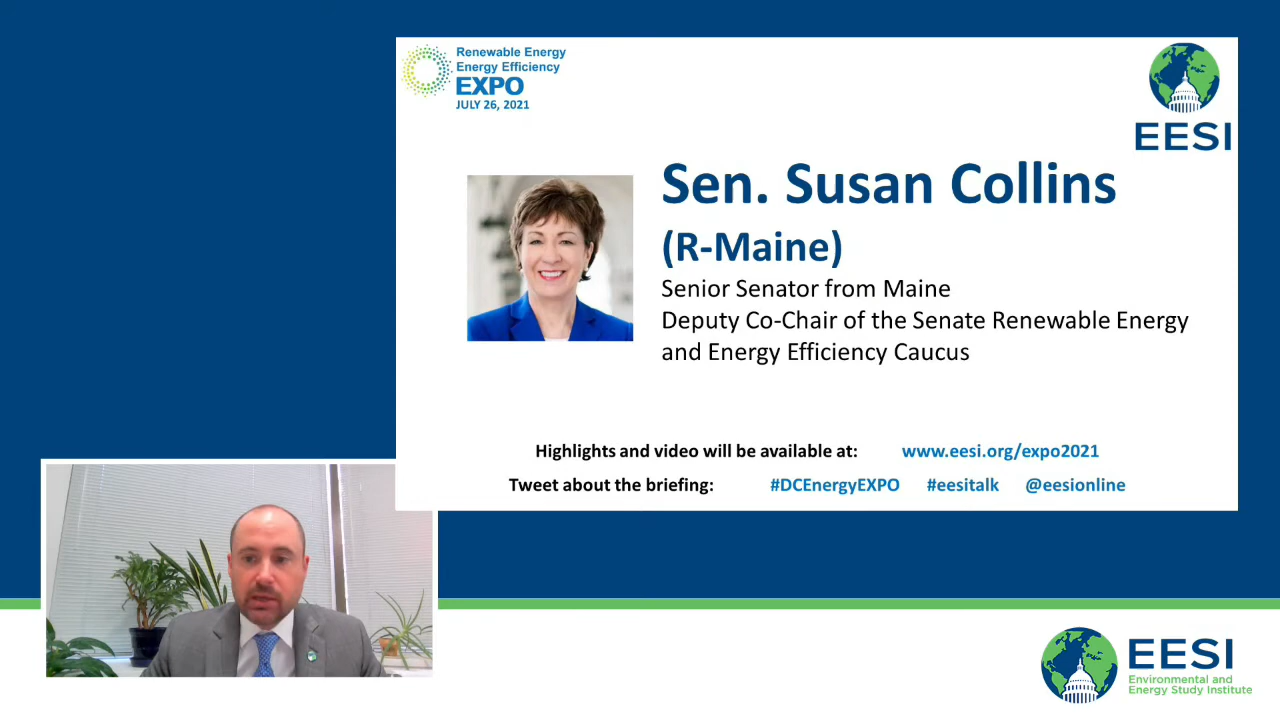 Renewable Energy
Energy Efficiency
EXPO
JULY 26, 2021
EESI
Sen. Susan Collins
(R-Maine)
Senior Senator from Maine
Deputy Co-Chair of the Senate Renewable Energy
and Energy Efficiency Caucus
Highlights and video will be available at: www.eesi.org/expo2021
Tweet about the briefing: #DCEnergyEXPO #eesitalk @eesionline
EESI
Environmental and
Energy Study Institute